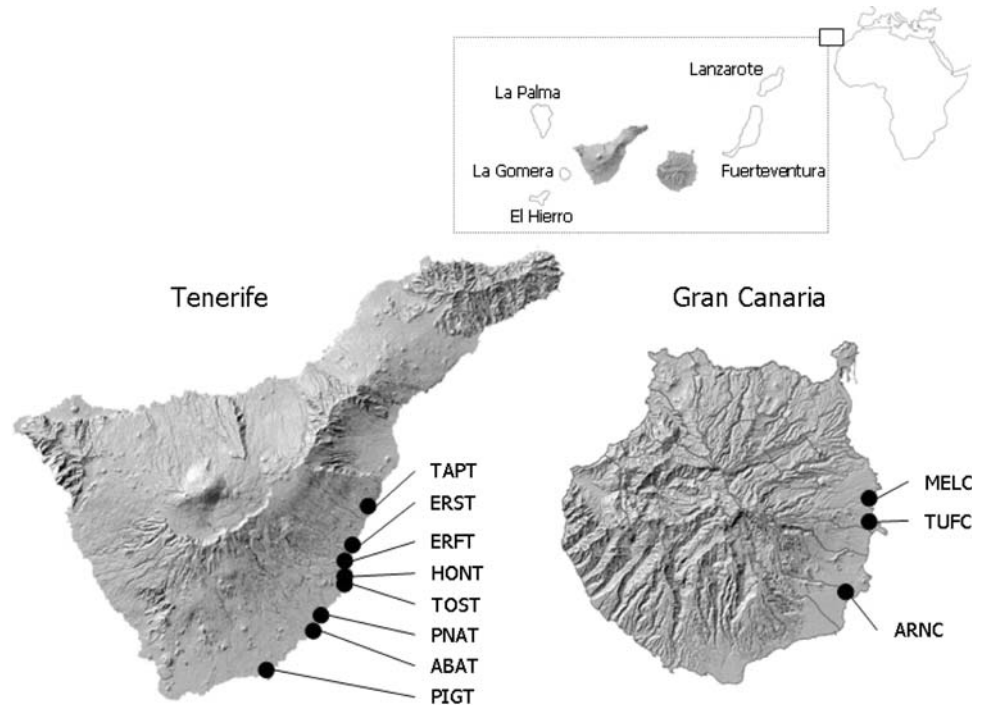 Lanzarote
La Palma
La Gomera
Fuerteventura
El Hierro
Tenerife
Gran Canaria
TAPT
ERST
ERFT
HONT
TOST
PNAT
ABAT
PIGT
MELC
TUFC
ARNC